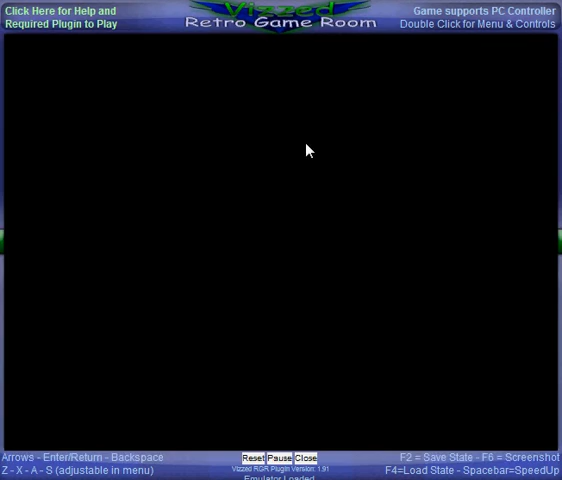 Click Here for Help and
Required Plugin to Play
Vizzed
Retro Game Room
Game supports PC Controller
Double Click for Menu & Controls
Arrows - Enter/Return - Backspace
Z - X - A - S (adjustable in menu)
Reset Pause Close
Vizzed RGR Plugin Version: 1.91
Emulator Loaded
F2 = Save State - F6 = Screenshot
F4=Load State - Spacebar=SpeedUp